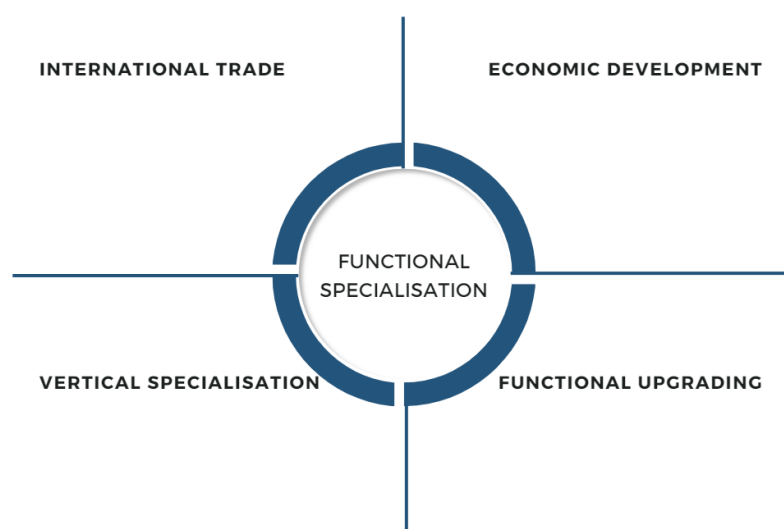 INTERNATIONAL TRADE
ECONOMIC DEVELOPMENT
FUNCTIONAL
SPECIALISATION
VERTICAL SPECIALISATION
FUNCTIONAL UPGRADING